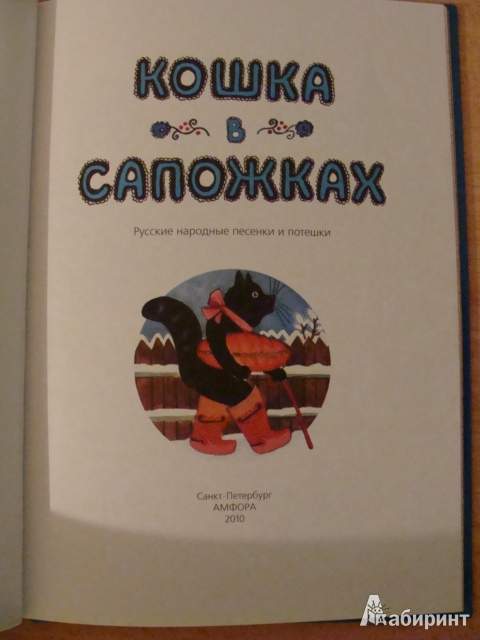 КОШКА
В
САПОЖКАХ
Русские народные песенки и потешки
Санкт-Петербург
АМФОРА
2010
Лабиринт